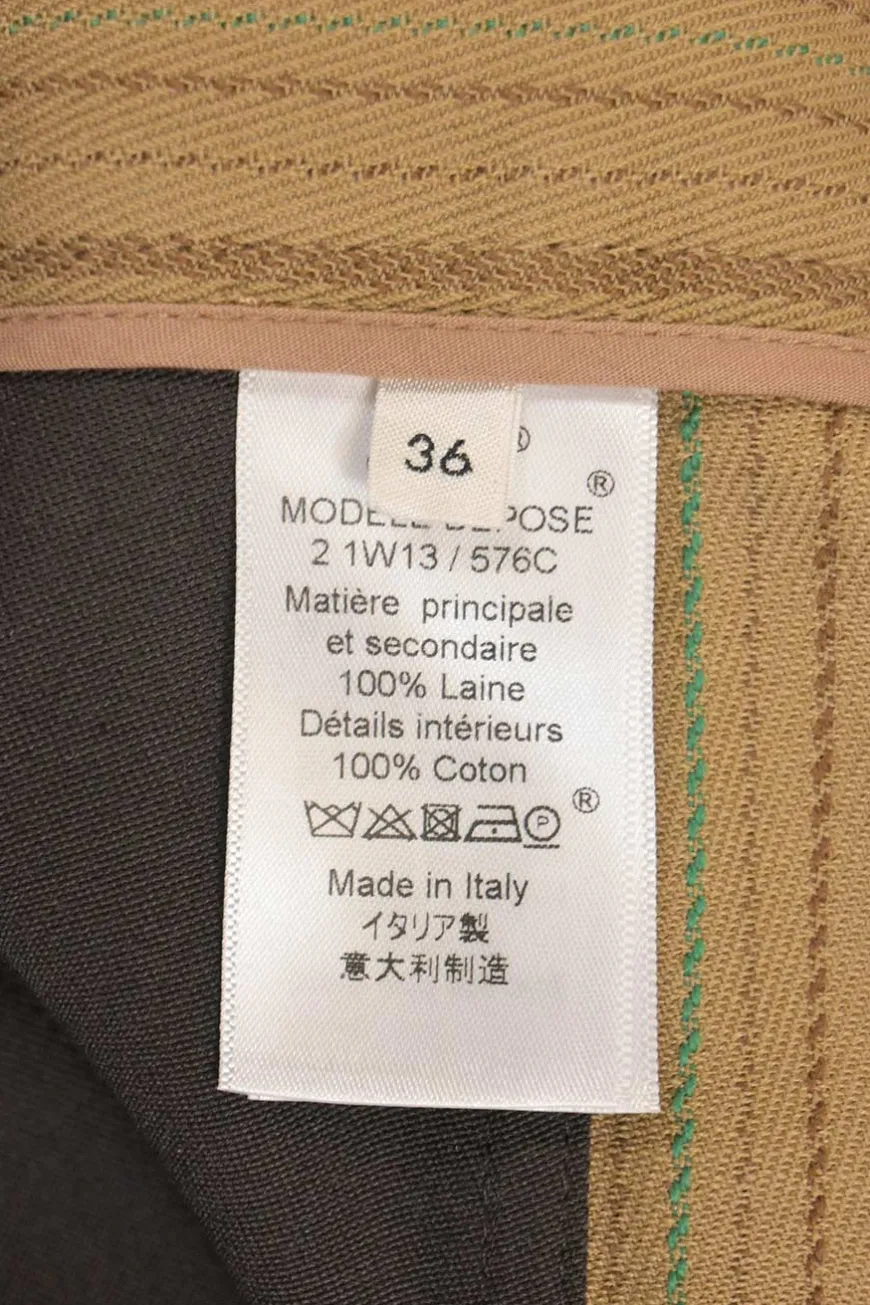 36
®
®
MODELE DEPOSE
2 1W13 / 576C
Matière principale
et secondaire
100% Laine
Détails intérieurs
100% Coton
P
®
Made in Italy
イタリア製
意大利制造